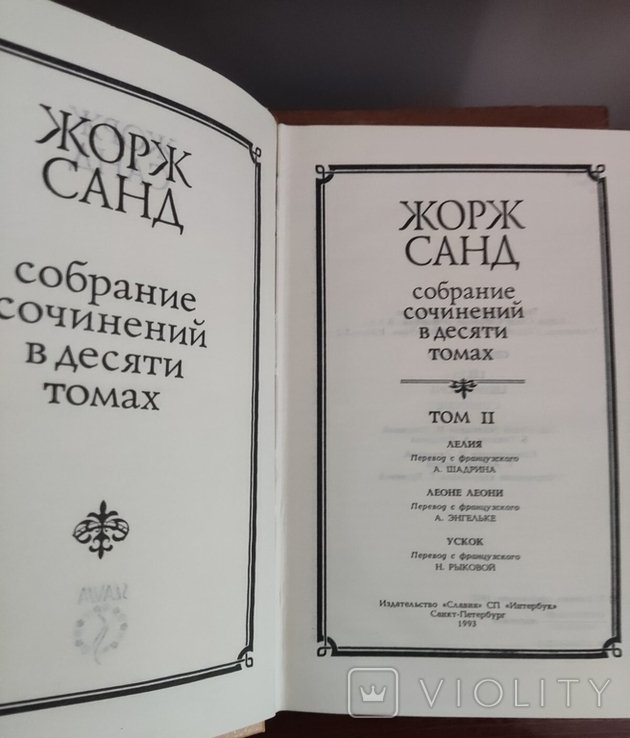 ЖОРЖ
САНД
собрание
сочинений
в десяти
томах
ЖОРЖ
САНД
собрание
сочинений
в десяти
томах
ТОМ II
ЛЕЛИЯ
Перевод с французского
А. ШАДРИНА
ЛЕОНЕ ЛЕОНИ
Перевод с французского
А. ЭНГЕЛЬКЕ
УСКОК
Перевод с французского
Н. РЫКОВОЙ
Издательство «Славия» СП «Интербук»
Санкт-Петербург
1993
VIOLITY